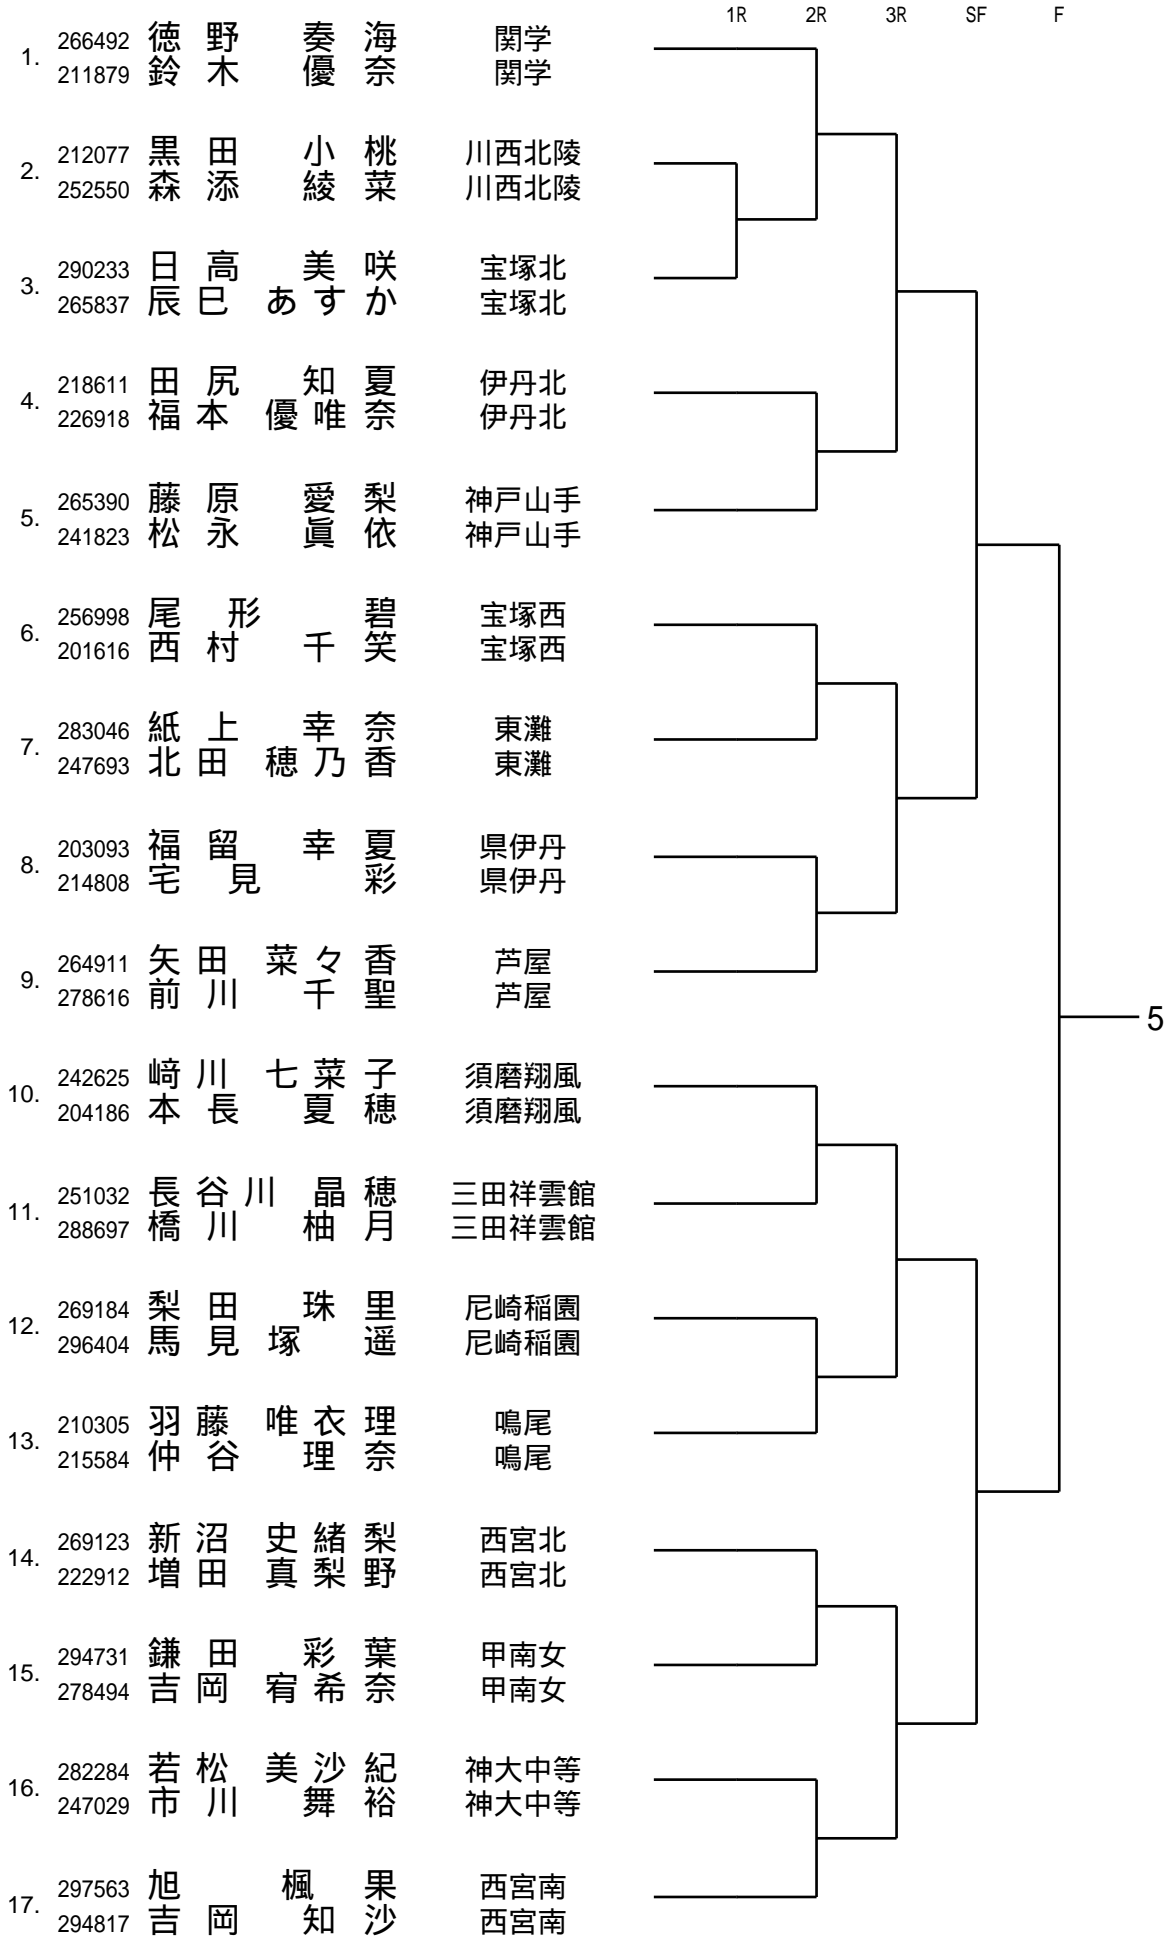 1R 2R 3R SF F
1. 266492 徳野 奏海 関学
211879 鈴木 優奈 関学
2. 212077 黒田 小桃 川西北陵
252550 森添 綾菜 川西北陵
3. 290233 日高 美咲 宝塚北
265837 辰巳 あすか 宝塚北
4. 218611 田尻 知夏 伊丹北
226918 福本 優唯奈 伊丹北
5. 265390 藤原 愛梨 神戸山手
241823 松永 眞依 神戸山手
6. 256998 尾形 碧 宝塚西
201616 西村 千笑 宝塚西
7. 283046 紙上 幸奈 東灘
247693 北田 穂乃香 東灘
8. 203093 福留 幸夏 県伊丹
214808 宅見 彩 県伊丹
9. 264911 矢田 菜々香 芦屋
278616 前川 千聖 芦屋
5
10. 242625 﨑川 七菜子 須磨翔風
204186 本長 夏穂 須磨翔風
11. 251032 長谷川 晶穂 三田祥雲館
288697 橋川 柚月 三田祥雲館
12. 269184 梨田 珠里 尼崎稲園
296404 馬見塚 遥 尼崎稲園
13. 210305 羽藤 唯衣理 鳴尾
215584 仲谷 理奈 鳴尾
14. 269123 新沼 史緒梨 西宮北
222912 増田 真梨野 西宮北
15. 294731 鎌田 彩葉 甲南女
278494 吉岡 宥希奈 甲南女
16. 282284 若松 美沙紀 神大中等
247029 市川 舞裕 神大中等
17. 297563 旭 楓果 西宮南
294817 吉岡 知沙 西宮南